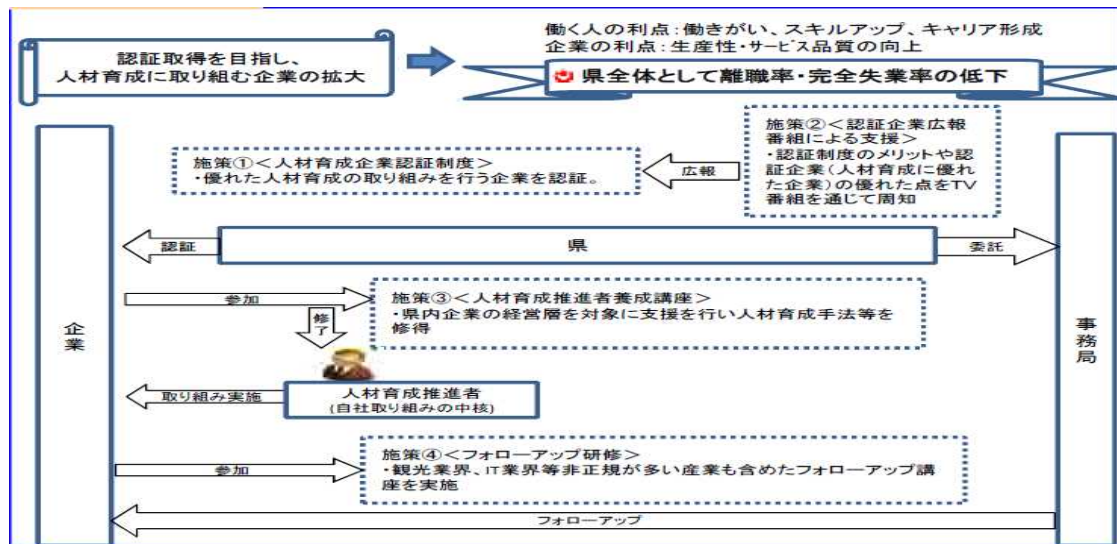 認証取得を目指し、
人材育成に取り組む企業の拡大
働く人の利点：働きがい、スキルアップ、キャリア形成
企業の利点：生産性・サービス品質の向上
県全体として離職率・完全失業率の低下
施策②＜認証企業広報
番組による支援＞
・認証制度のメリットや認
証企業（人材育成に優れ
た企業）の優れた点をTV
番組を通じて周知
施策①＜人材育成企業認証制度＞
・優れた人材育成の取り組みを行う企業を認証。
広報
認証
県
委託
参加
施策③＜人材育成推進者養成講座＞
・県内企業の経営層を対象に支援を行い人材育成手法等を
修得
修了
企業
事務局
取り組み実施
人材育成推進者
(自社取り組みの中核)
施策④＜フォローアップ研修＞
・観光業界、IT業界等非正規が多い産業も含めたフォローアップ講
座を実施
参加
フォローアップ